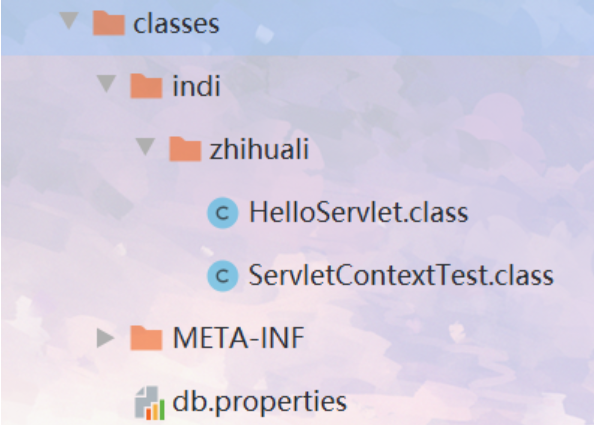 classes
indi
zhihuali
C HelloServlet.class
C ServletContextTest.class
META-INF
db.properties